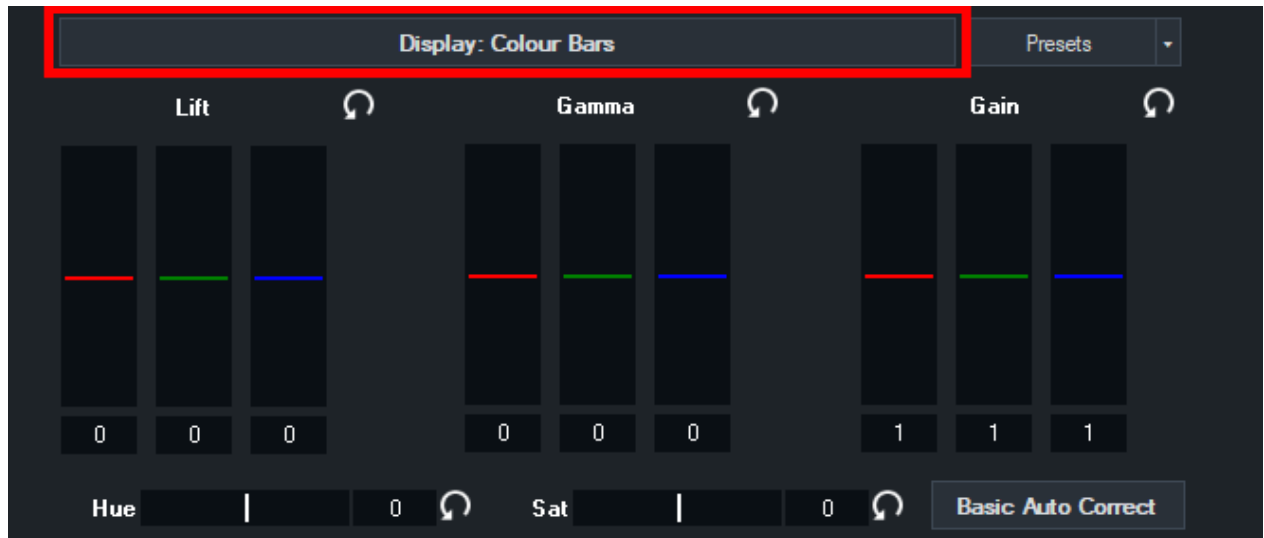 Display: Colour Bars Presets
Lift Gamma Gain
0 0 0 0 0 0 1 1 1
Hue 0 Sat 0 Basic Auto Correct